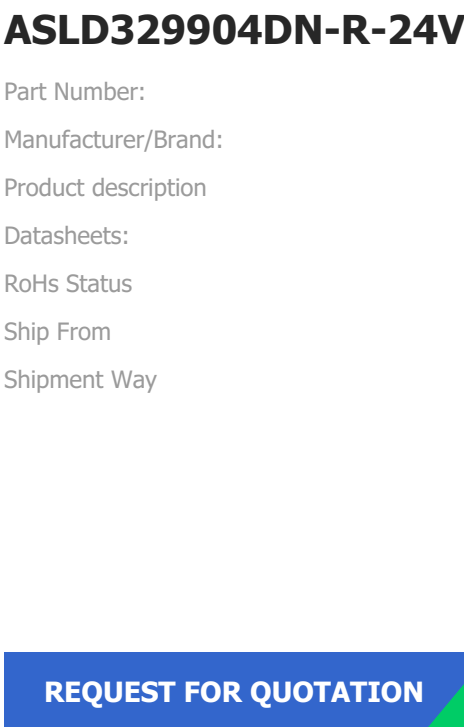 ASLD329904DN-R-24V
Part Number:
Manufacturer/Brand:
Product description
Datasheets:
RoHs Status
Ship From
Shipment Way
REQUEST FOR QUOTATION